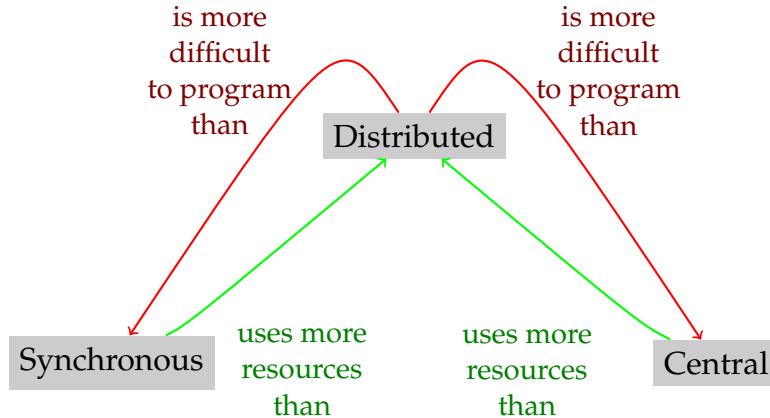 is more
difficult
to program
than
is more
difficult
to program
than
Distributed
Synchronous
uses more
resources
than
uses more
resources
than
Central